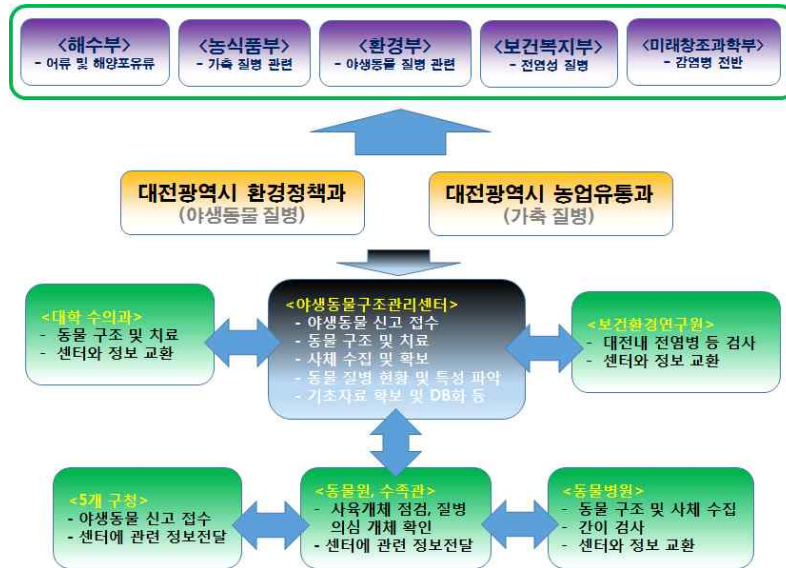 <해수부>
- 어류 및 해양포유류
<농식품부>
- 가축 질병 관련
<환경부>
- 야생동물 질병 관련
<보건복지부>
- 전염성 질병
<미래창조과학부>
- 감염병 전반
대전광역시 환경정책과
(야생동물 질병)
대전광역시 농업유통과
(가축 질병)
<대학 수의과>
- 동물 구조 및 치료
- 센터와 정보 교환
<야생동물구조관리센터>
- 야생동물 신고 접수
- 동물 구조 및 치료
- 사체 수집 및 확보
- 동물 질병 현황 및 특성 파악
- 기초자료 확보 및 DB화 등
<보건환경연구원>
- 대전내 전염병 등 검사
- 센터와 정보 교환
<5개 구청>
- 야생동물 신고 접수
- 센터에 관련 정보전달
<동물원, 수족관>
- 사육개체 점검, 질병
의심 개체 확인
- 센터에 관련 정보전달
<동물병원>
- 동물 구조 및 사체 수집
- 간이 검사
- 센터와 정보 교환